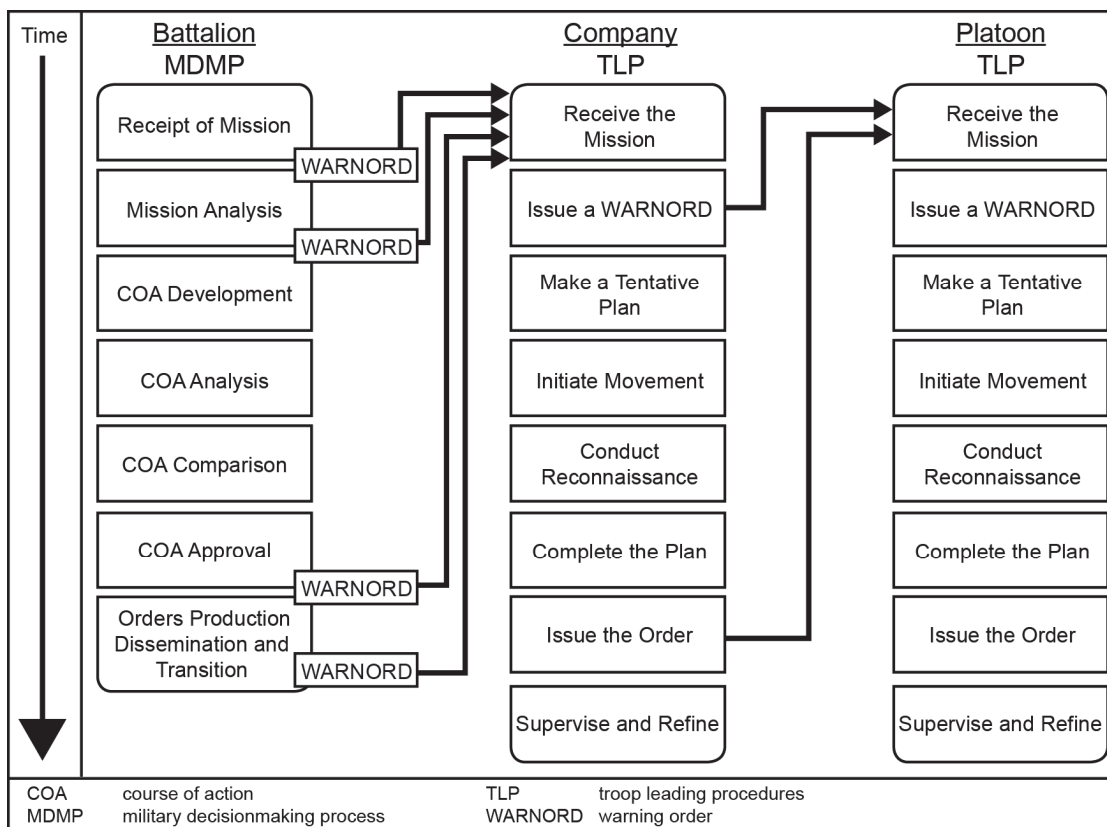 Time
Battalion
MDMP
Receipt of Mission
WARNORD
Mission Analysis
WARNORD
COA Development
COA Analysis
COA Comparison
COA Approval
WARNORD
Orders Production
Dissemination and
Transition
WARNORD
Company
TLP
Receive the
Mission
Issue a WARNORD
Make a Tentative
Plan
Initiate Movement
Conduct
Reconnaissance
Complete the Plan
Issue the Order
Supervise and Refine
Platoon
TLP
Receive the
Mission
Issue a WARNORD
Make a Tentative
Plan
Initiate Movement
Conduct
Reconnaissance
Complete the Plan
Issue the Order
Supervise and Refine
COA course of action TLP troop leading procedures
MDMP military decisionmaking process WARNORD warning order